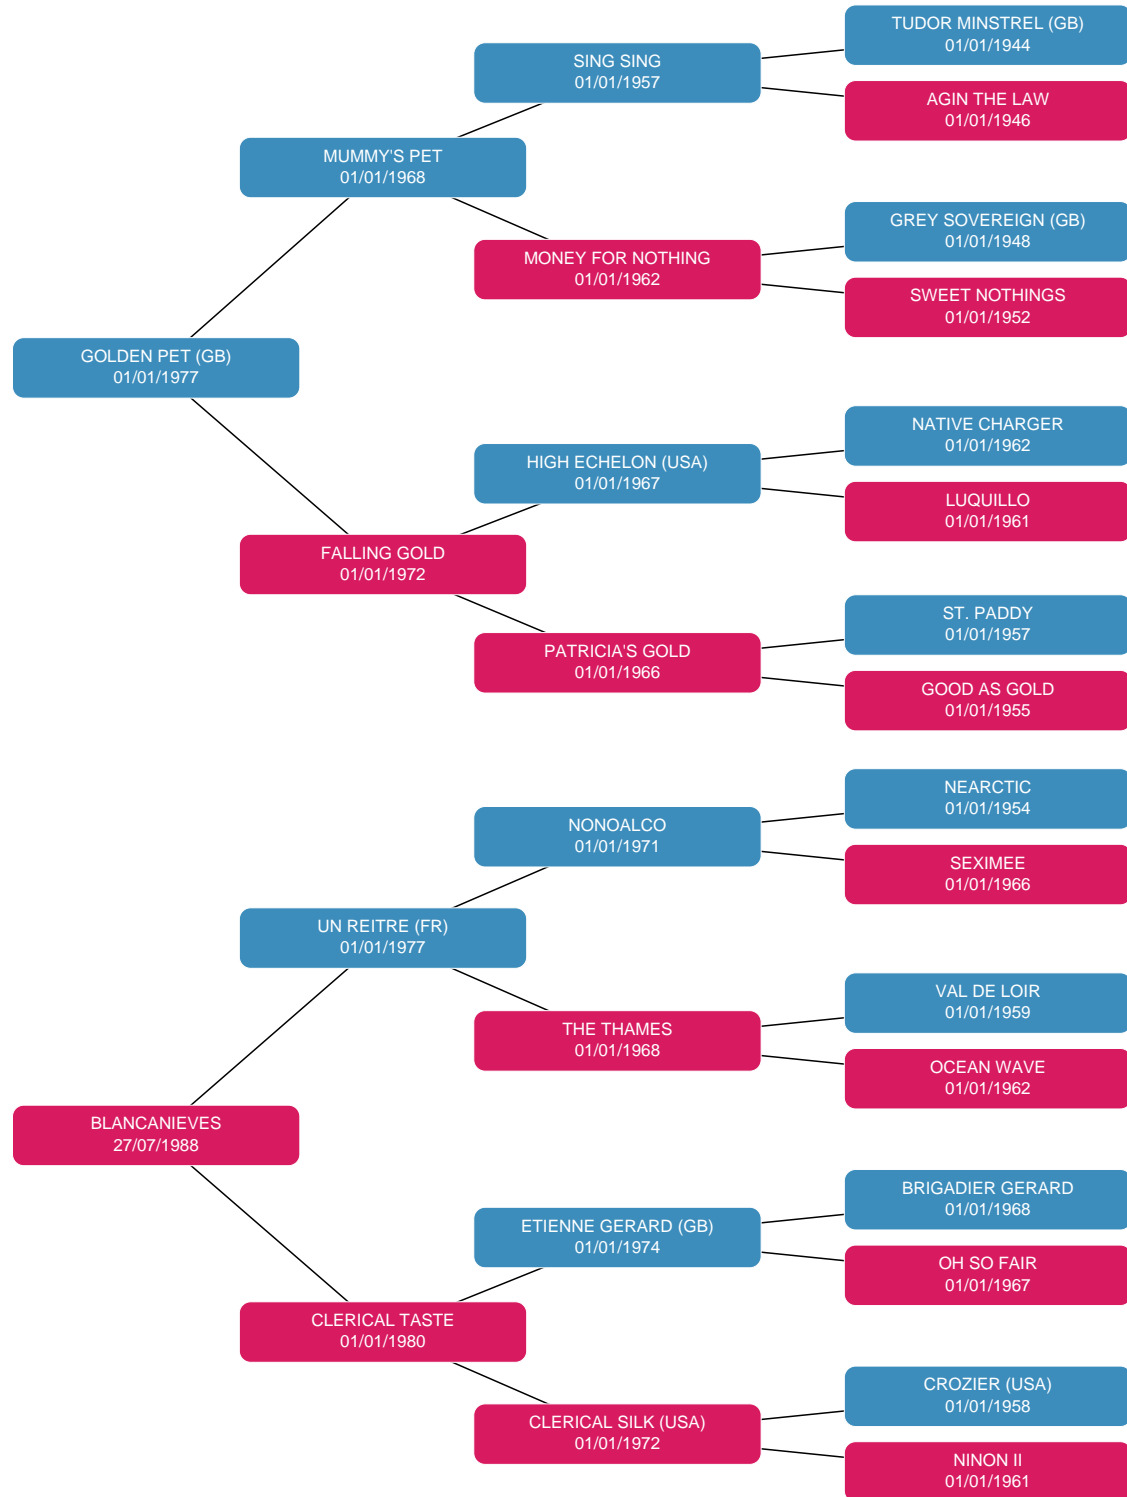 TUDOR MINSTREL (GB)
01/01/1944
SING SING
01/01/1957
AGIN THE LAW
01/01/1946
MUMMY'S PET
01/01/1968
GREY SOVEREIGN (GB)
01/01/1948
MONEY FOR NOTHING
01/01/1962
SWEET NOTHINGS
01/01/1952
GOLDEN PET (GB)
01/01/1977
NATIVE CHARGER
01/01/1962
HIGH ECHELON (USA)
01/01/1967
LUQUILLO
01/01/1961
FALLING GOLD
01/01/1972
ST. PADDY
01/01/1957
PATRICIA'S GOLD
01/01/1966
GOOD AS GOLD
01/01/1955
NEARCTIC
01/01/1954
NONOALCO
01/01/1971
SEXIMEE
01/01/1966
UN REITRE (FR)
01/01/1977
VAL DE LOIR
01/01/1959
THE THAMES
01/01/1968
OCEAN WAVE
01/01/1962
BLANCANIEVES
27/07/1988
BRIGADIER GERARD
01/01/1968
ETIENNE GERARD (GB)
01/01/1974
OH SO FAIR
01/01/1967
CLERICAL TASTE
01/01/1980
CROZIER (USA)
01/01/1958
CLERICAL SILK (USA)
01/01/1972
NINON II
01/01/1961